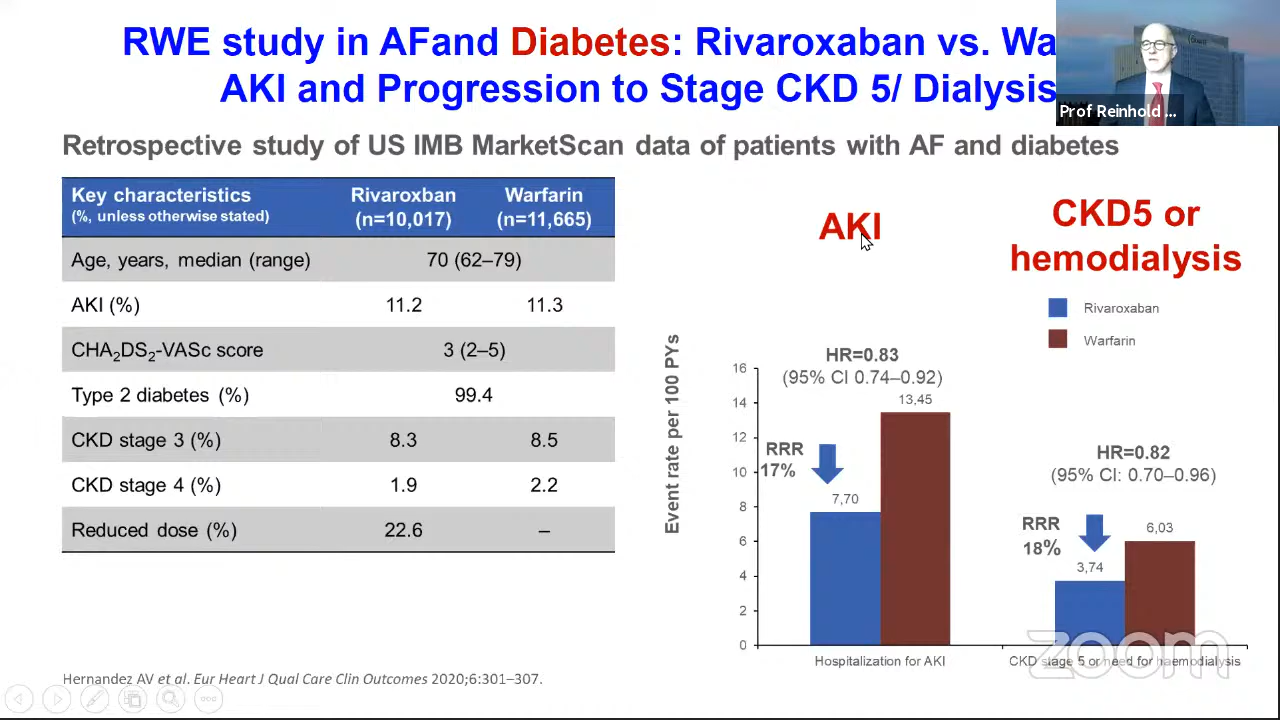 RWE study in AFand Diabetes: Rivaroxaban vs. Wa
AKI and Progression to Stage CKD 5/ Dialysis
Prof Reinhold ...
Retrospective study of US IMB MarketScan data of patients with AF and diabetes
Key characteristics Rivaroxban Warfarin
(%, unless otherwise stated) (n=10,017) (n=11,665)
Age, years, median (range) 70 (62–79)
AKI (%) 11.2 11.3
CHA2DS2-VASc score 3 (2–5)
Type 2 diabetes (%) 99.4
CKD stage 3 (%) 8.3 8.5
CKD stage 4 (%) 1.9 2.2
Reduced dose (%) 22.6 –
AKI
CKD5 or
hemodialysis
Rivaroxaban
Warfarin
Event rate per 100 PYs
16
14
12
10
8
6
4
2
0
HR=0.83
(95% CI 0.74–0.92)
13,45
RRR
17%
7,70
HR=0.82
(95% CI: 0.70–0.96)
RRR
18%
6,03
3,74
Hospitalization for AKI
CKD stage 5 or need for haemodialysis
zoom
Hernandez AV et al. Eur Heart J Qual Care Clin Outcomes 2020;6:301–307.